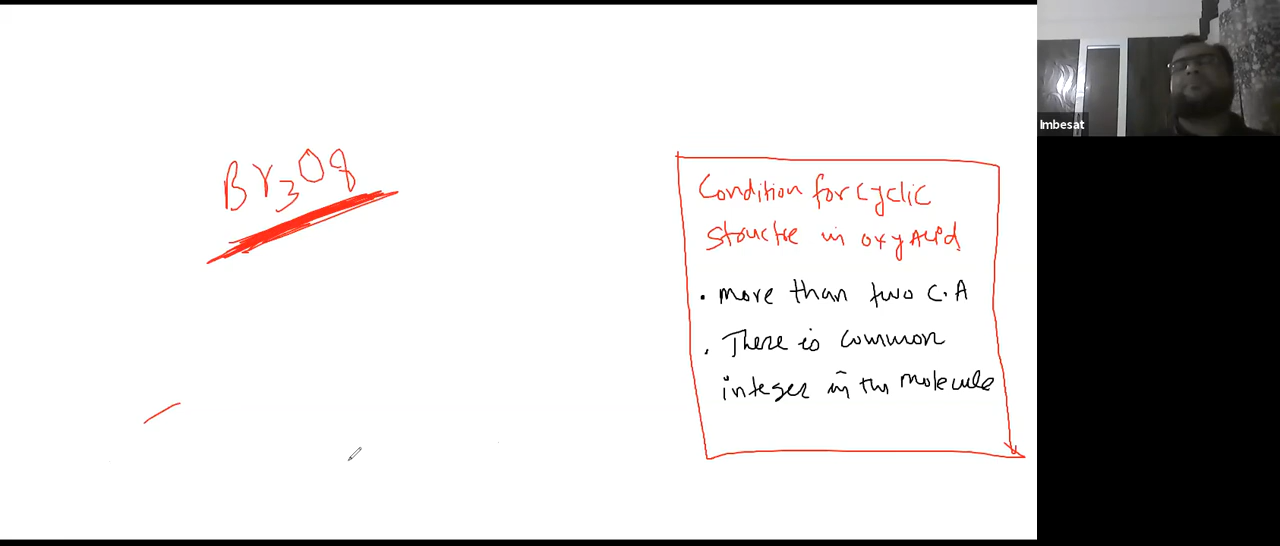 Br3O8
Condition for cyclic
structre in oxyAcid
. more than two C.A
. There is common
integer in the molecule
Imbesat